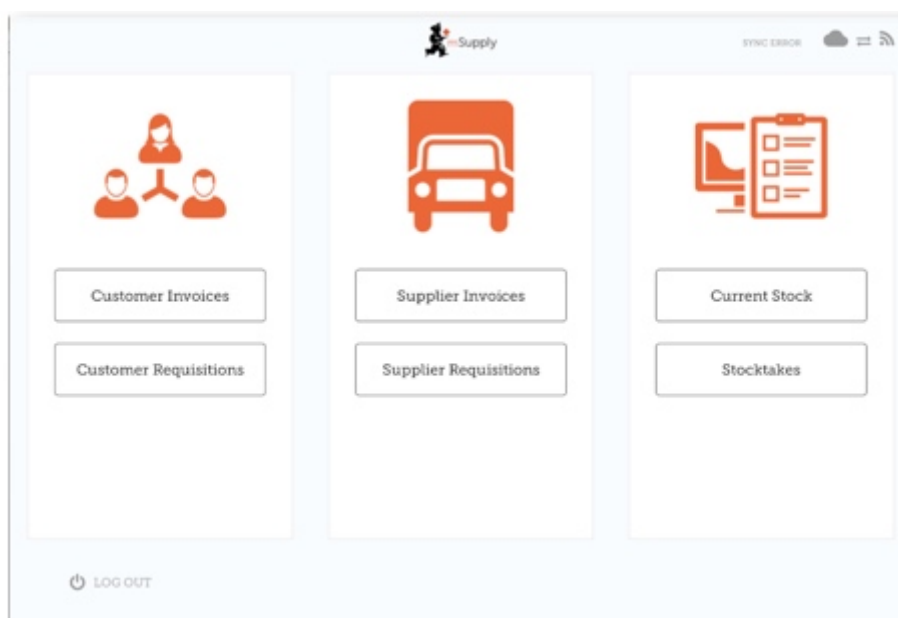 mSupply
SYNC ERROR
Customer Invoices
Customer Requisitions
Supplier Invoices
Supplier Requisitions
Current Stock
Stocktakes
LOG OUT